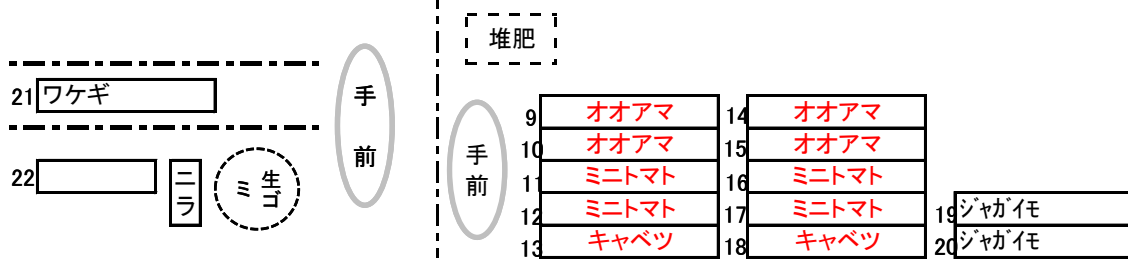 堆肥
手前
21 ワケギ
22
ニラ
生ゴミ
手前
9 オオアマ
10 オオアマ
11 ミニトマト
12 ミニトマト
13 キャベツ
14 オオアマ
15 オオアマ
16 ミニトマト
17 ミニトマト
18 キャベツ
19 ジャガイモ
20 ジャガイモ